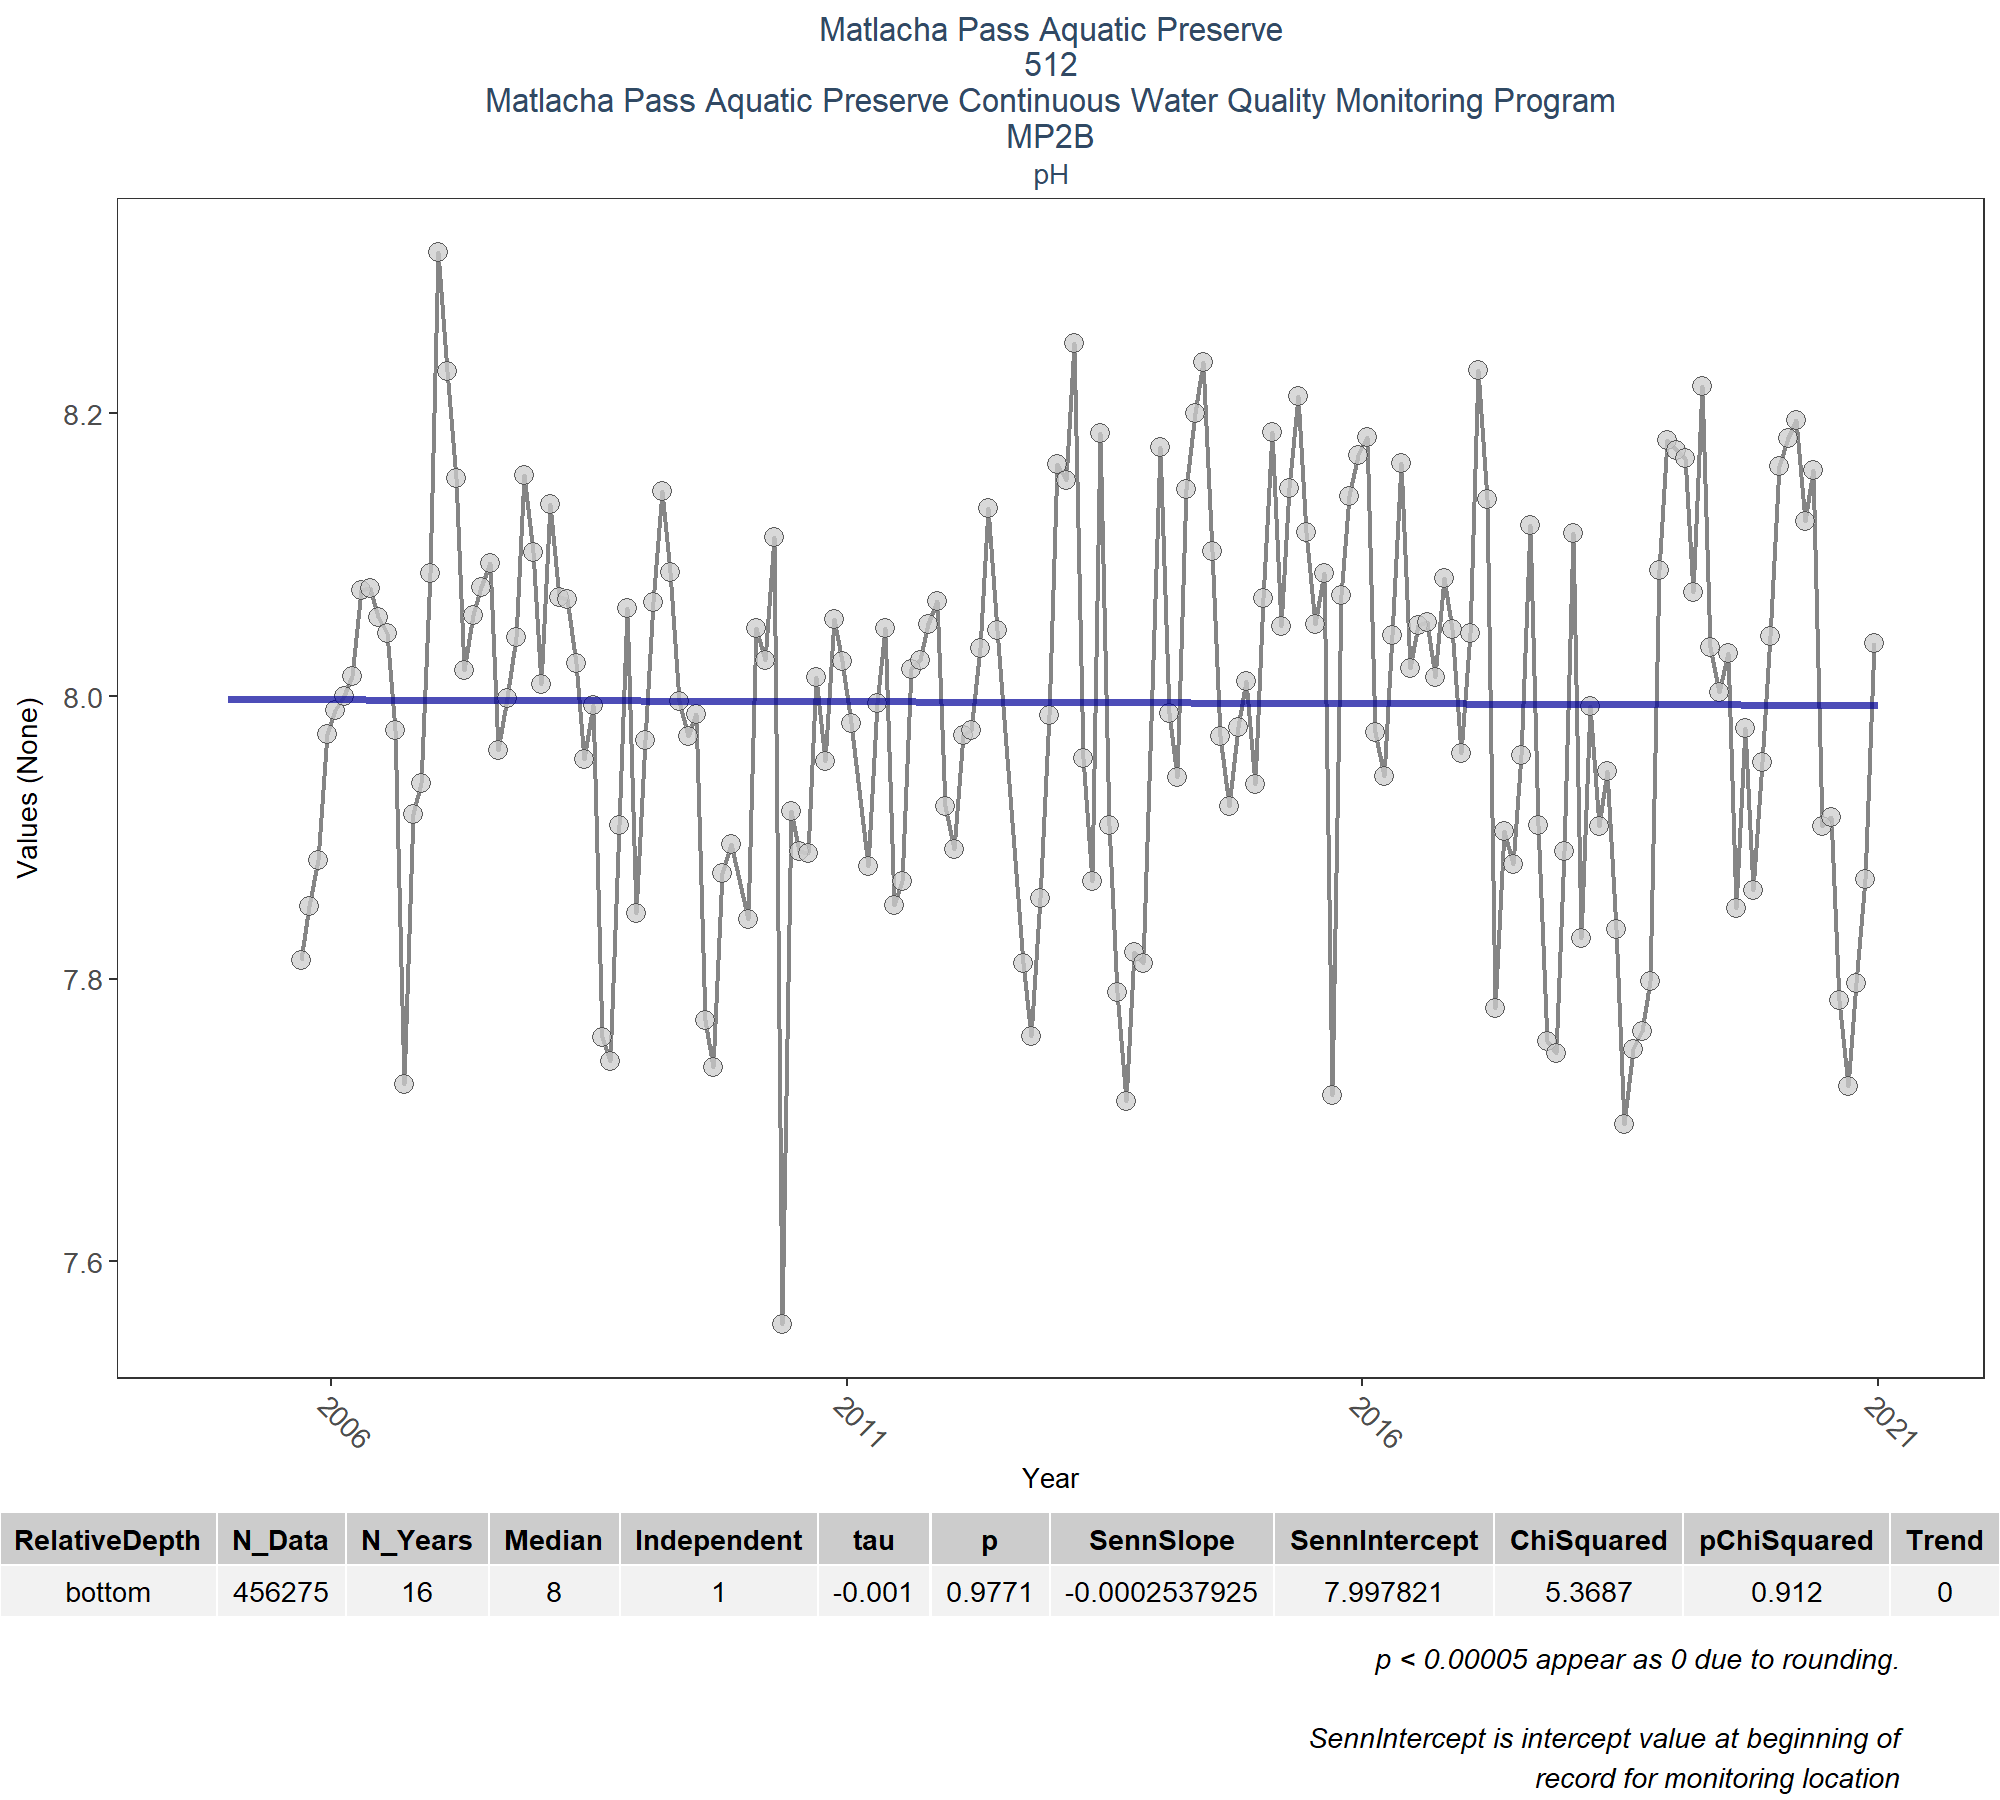 Matlacha Pass Aquatic Preserve
512
Matlacha Pass Aquatic Preserve Continuous Water Quality Monitoring Program
MP2B
pH
8.2
8.0
7.8
7.6
Values (None)
2006 2011 2016 2021
Year
RelativeDepth N_Data N_Years Median Independent tau p SennSlope SennIntercept ChiSquared pChiSquared Trend
bottom 456275 16 8 1 -0.001 0.9771 -0.0002537925 7.997821 5.3687 0.912 0
p < 0.00005 appear as 0 due to rounding.
SennIntercept is intercept value at beginning of
record for monitoring location